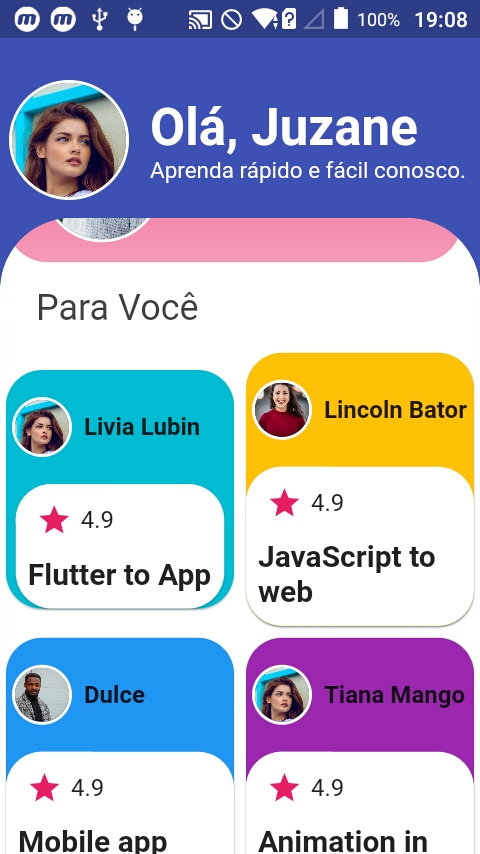 100% 19:08
Olá, Juzane
Aprenda rápido e fácil conosco.
Para Você
Livia Lubin
4.9
Flutter to App
Lincoln Bator
4.9
JavaScript to
web
Dulce
4.9
Mobile app
Tiana Mango
4.9
Animation in